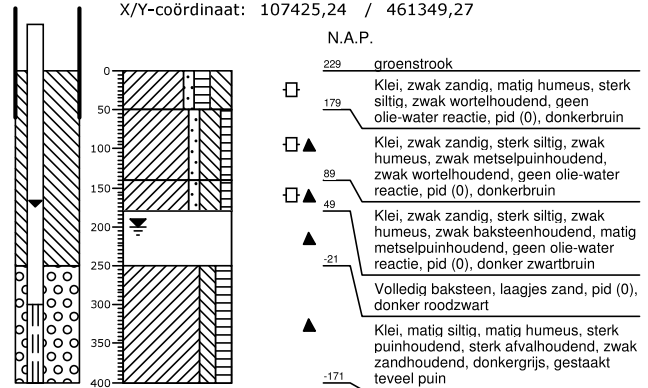 X/Y-coördinaat: 107425,24 / 461349,27
N.A.P.
229 groenstrook
0
Klei, zwak zandig, matig humeus, sterk
siltig, zwak wortelhoudend, geen
olie-water reactie, pid (0), donkerbruin
179
50
Klei, zwak zandig, sterk siltig, zwak
humeus, zwak metselpuinhoudend,
zwak wortelhoudend, geen olie-water
reactie, pid (0), donkerbruin
100
89
150
49
Klei, zwak zandig, sterk siltig, zwak
humeus, zwak baksteenhoudend, matig
metselpuinhoudend, geen olie-water
reactie, pid (0), donker zwartbruin
200
-21
250
Volledig baksteen, laagjes zand, pid (0),
donker roodzwart
300
Klei, matig siltig, matig humeus, sterk
puinhoudend, sterk afvalhoudend, zwak
zandhoudend, donkergrijs, gestaakt
teveel puin
350
-171
400